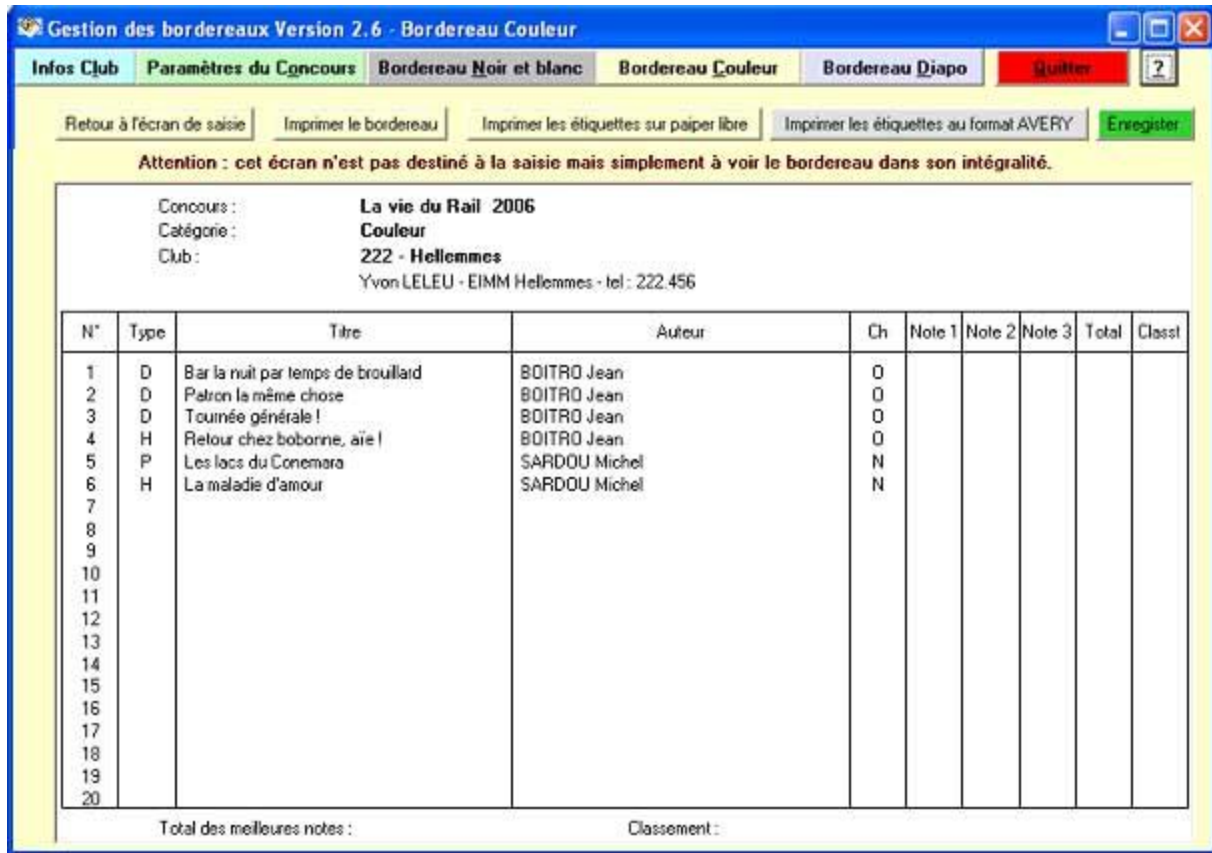 Gestion des bordereaux Version 2.6 - Bordereau Couleur
Infos Club Paramètres du Concours Bordereau Noir et blanc Bordereau Couleur Bordereau Diapo Quitter ?
Retour à l'écran de saisie Imprimer le bordereau Imprimer les étiquettes sur paiper libre Imprimer les étiquettes au format AVERY Enregister
Attention : cet écran n'est pas destiné à la saisie mais simplement à voir le bordereau dans son intégralité.
Concours : La vie du Rail 2006
Catégorie : Couleur
Club : 222 - Hellemmes
Yvon LELEU - EIMM Hellemmes - tel : 222.456
N° Type Titre Auteur Ch Note 1 Note 2 Note 3 Total Classt
1 D Bar la nuit par temps de brouillard BOITRO Jean O
2 D Patron la même chose BOITRO Jean O
3 D Tournée générale ! BOITRO Jean O
4 H Retour chez bobonne, aïe ! BOITRO Jean O
5 P Les lacs du Conemara SARDOU Michel N
6 H La maladie d'amour SARDOU Michel N
7
8
9
10
11
12
13
14
15
16
17
18
19
20
Total des meilleures notes : Classement :